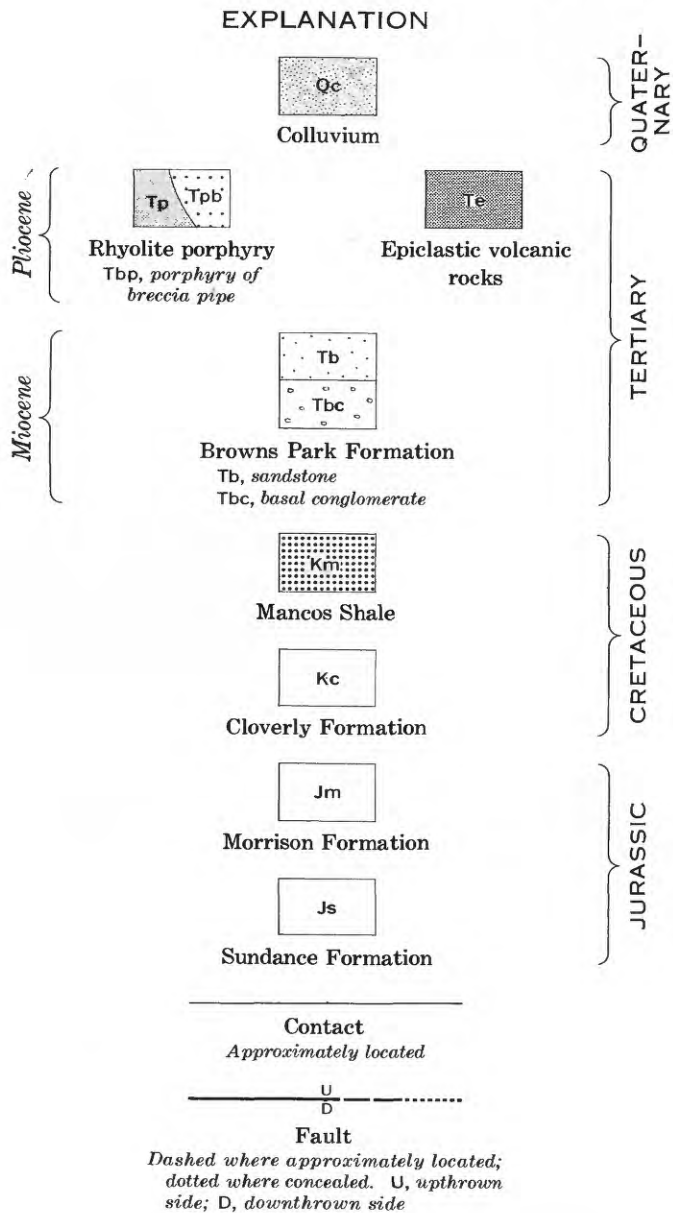 EXPLANATION
Qc
Colluvium
QUATER-
NARY
Pliocene
Tp
Tpb
Rhyolite porphyry
Tbp, porphyry of
breccia pipe
Te
Epiclastic volcanic
rocks
TERTIARY
Miocene
Tb
Tbc
Browns Park Formation
Tb, sandstone
Tbc, basal conglomerate
Km
Mancos Shale
Kc
Cloverly Formation
CRETACEOUS
Jm
Morrison Formation
Js
Sundance Formation
JURASSIC
Contact
Approximately located
U
D
Fault
Dashed where approximately located;
dotted where concealed. U, upthrown
side; D, downthrown side